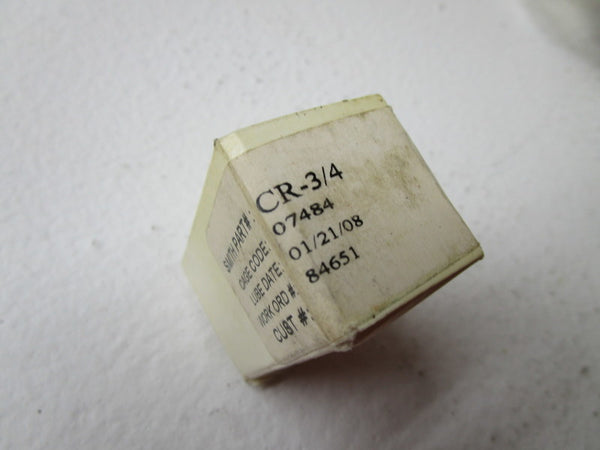 SMITH PART#: CR-3/4
CAGE CODE: 07484
LUBE DATE: 01/21/08
WORK ORD #: 84651
CUST #: